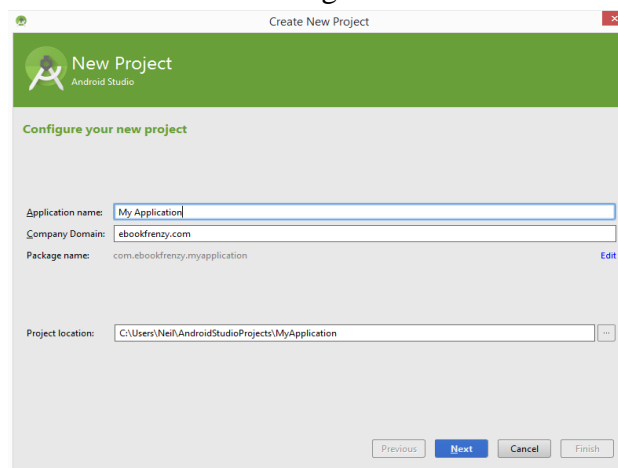 Create New Project
New Project
Android Studio
Configure your new project
Application name: My Application
Company Domain: ebookfrenzy.com
Package name: com.ebookfrenzy.myapplication Edit
Project location: C:\Users\Neil\AndroidStudioProjects\MyApplication ...
Previous Next Cancel Finish